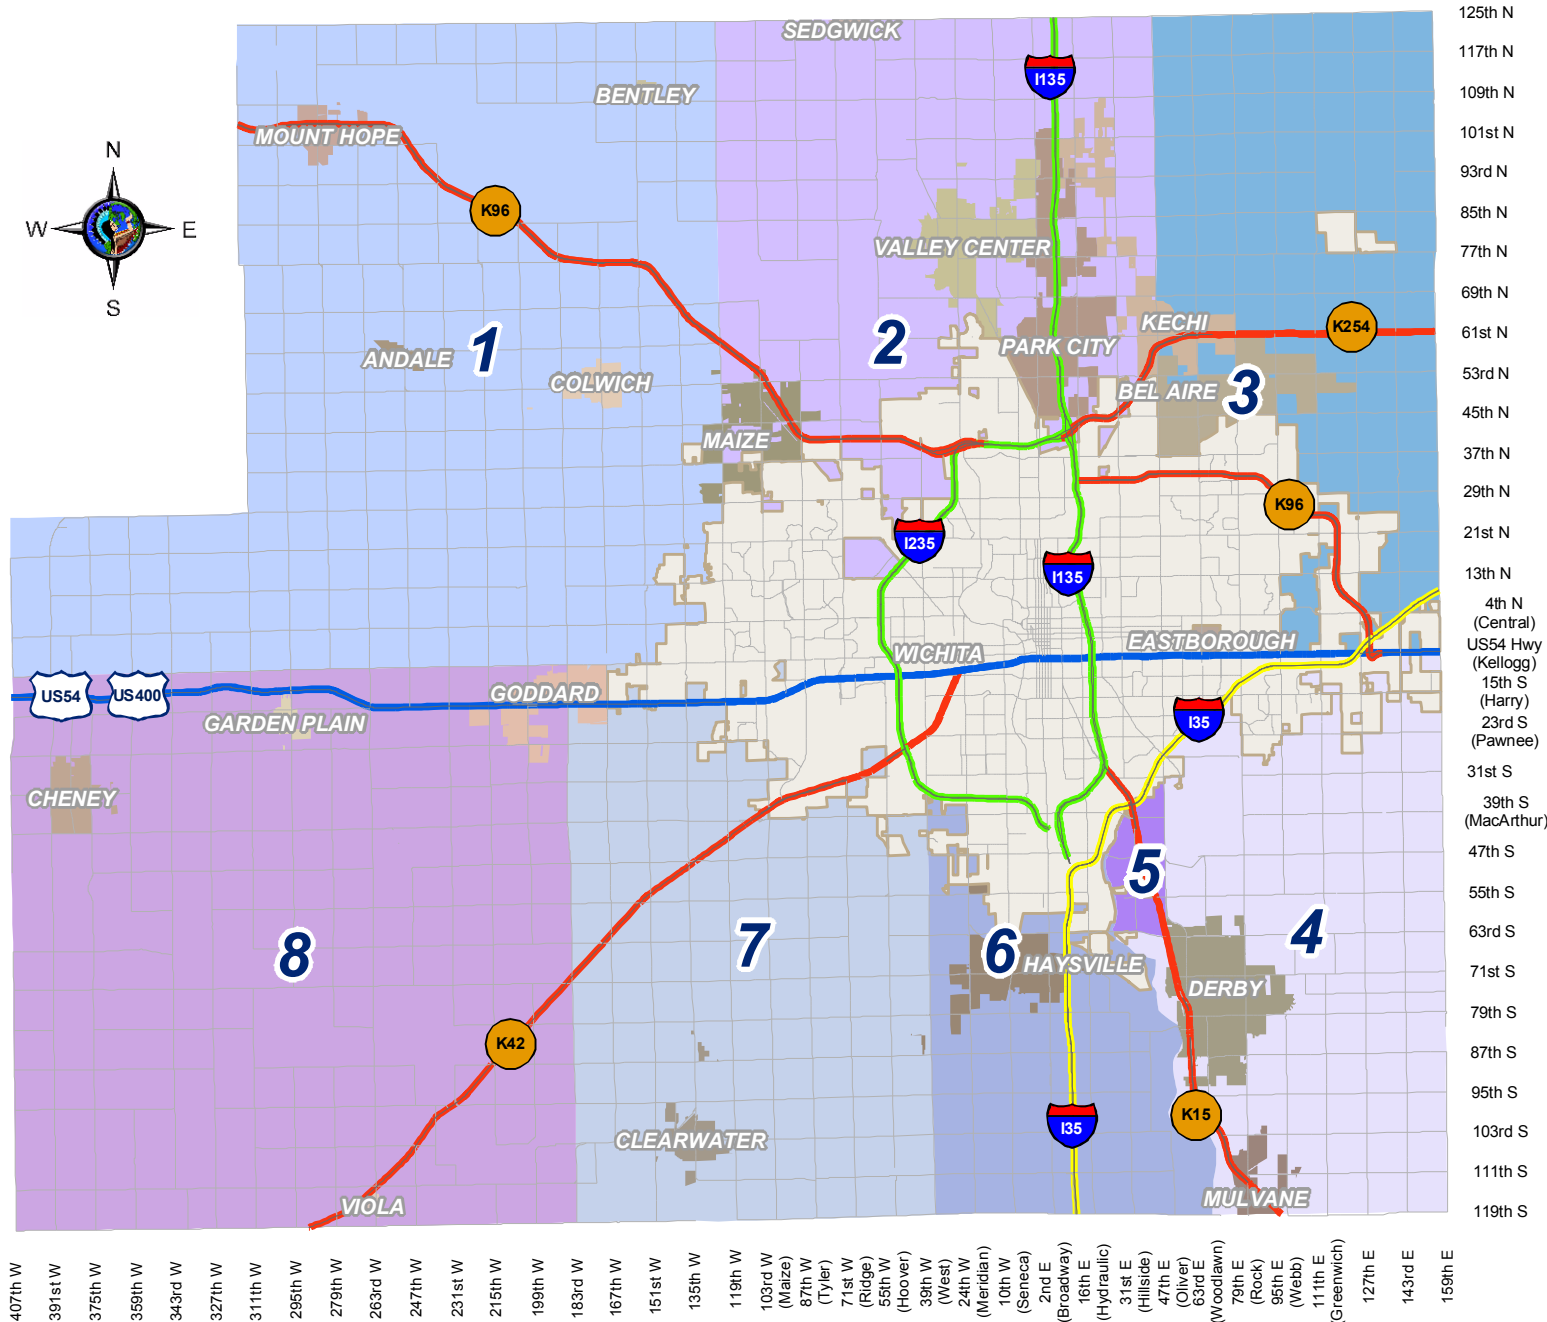 125th N
117th N
109th N
101st N
93rd N
85th N
77th N
69th N
61st N
53rd N
45th N
37th N
29th N
21st N
13th N
4th N
(Central)
US54 Hwy
(Kellogg)
15th S
(Harry)
23rd S
(Pawnee)
31st S
39th S
(MacArthur)
47th S
55th S
63rd S
71st S
79th S
87th S
95th S
103rd S
111th S
119th S
SEDGWICK
I135
BENTLEY
MOUNT HOPE
N
W
E
S
K96
VALLEY CENTER
1
2
3
ANDALE
COLWICH
KECHI
K254
PARK CITY
BEL AIRE
MAIZE
K96
I235
I135
WICHITA
EASTBOROUGH
US54
US400
GODDARD
GARDEN PLAIN
I35
CHENEY
5
8
7
6
4
HAYSVILLE
DERBY
K42
I35
K15
CLEARWATER
VIOLA
MULVANE
407th W
391st W
375th W
359th W
343rd W
327th W
311th W
295th W
279th W
263rd W
247th W
231st W
215th W
199th W
183rd W
167th W
151st W
135th W
119th W
103rd W
(Maize)
87th W
(Tyler)
71st W
(Ridge)
55th W
(Hoover)
39th W
(West)
24th W
(Meridian)
10th W
(Seneca)
2nd E
(Broadway)
16th E
(Hydraulic)
31st E
(Hillside)
47th E
(Oliver)
63rd E
(Woodlawn)
79th E
(Rock)
95th E
(Webb)
111th E
(Greenwich)
127th E
143rd E
159th E